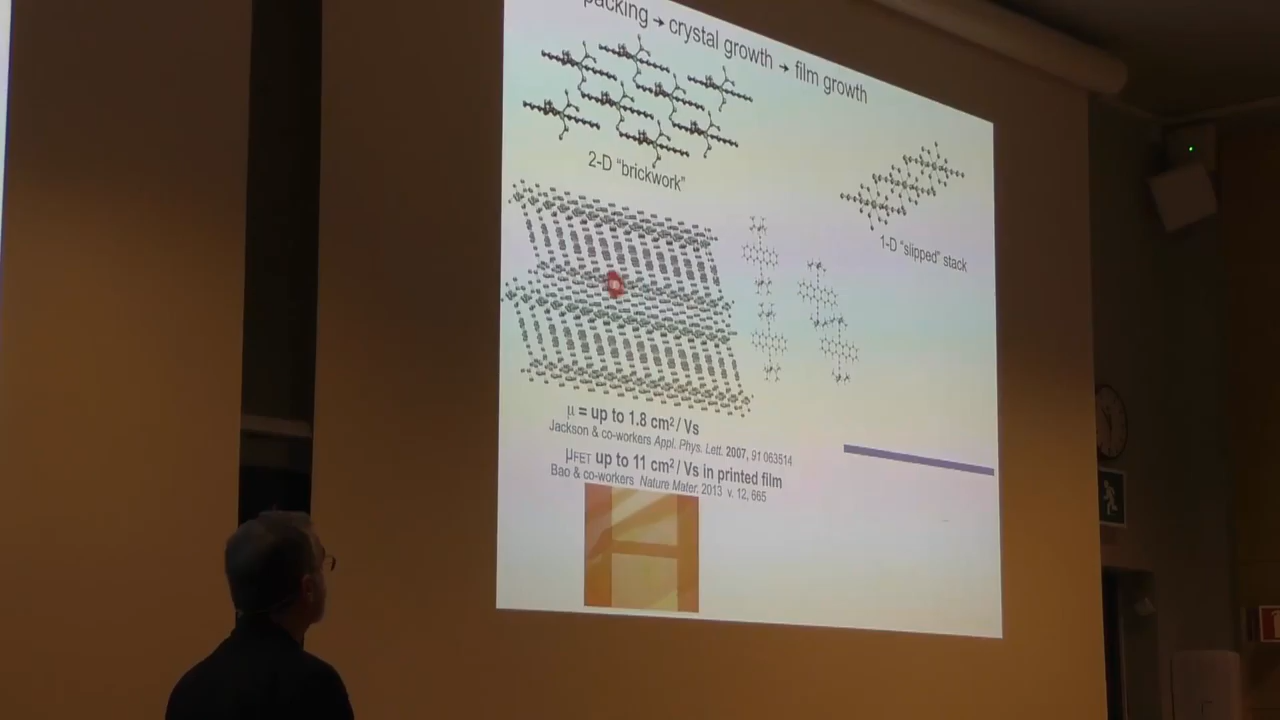 packing → crystal growth → film growth
2-D “brickwork”
1-D “slipped” stack
μ = up to 1.8 cm²/ Vs
Jackson & co-workers Appl. Phys. Lett. 2007, 91 063514
μFET up to 11 cm²/ Vs in printed film
Bao & co-workers Nature Mater. 2013 v. 12, 665